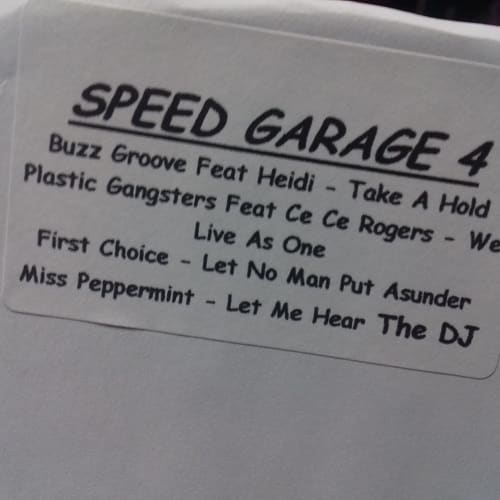 SPEED GARAGE 4
Buzz Groove Feat Heidi - Take A Hold
Plastic Gangsters Feat Ce Ce Rogers - We
Live As One
First Choice - Let No Man Put Asunder
Miss Peppermint - Let Me Hear The DJ